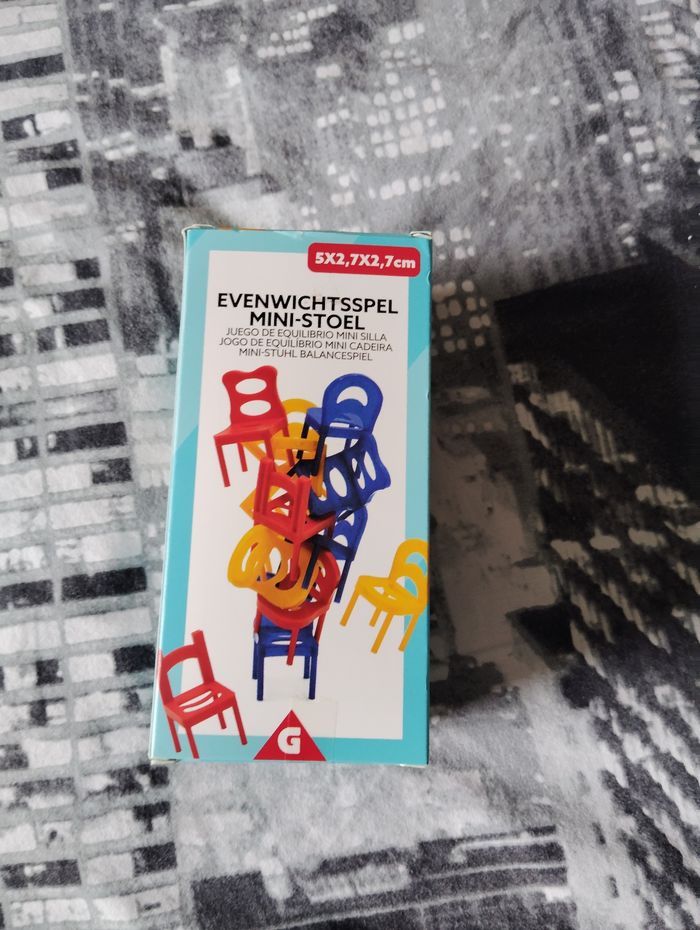 5X2,7X2,7cm
EVENWICHTSSPEL
MINI-STOEL
JUEGO DE EQUILIBRIO MINI SILLA
JOGO DE EQUILÍBRIO MINI CADEIRA
MINI-STUHL BALANCESPIEL
G